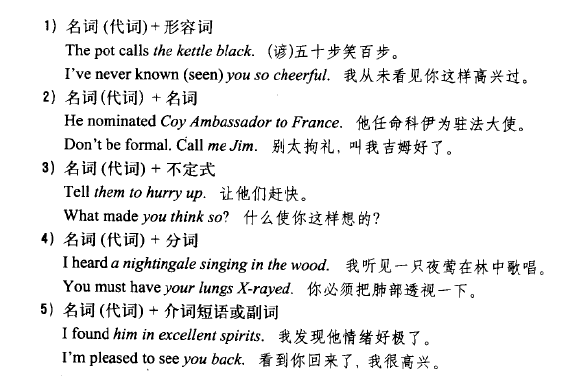 1) 名词 (代词) + 形容词
The pot calls the kettle black. (谚)五十步笑百步。
I've never known (seen) you so cheerful. 我从未看见你这样高兴过。
2) 名词 (代词) + 名词
He nominated Coy Ambassador to France. 他任命科伊为驻法大使。
Don't be formal. Call me Jim. 别太拘礼, 叫我吉姆好了。
3) 名词 (代词) + 不定式
Tell them to hurry up. 让他们赶快。
What made you think so? 什么使你这样想的?
4) 名词 (代词) + 分词
I heard a nightingale singing in the wood. 我听见一只夜莺在林中歌唱。
You must have your lungs X-rayed. 你必须把肺部透视一下。
5) 名词 (代词) + 介词短语或副词
I found him in excellent spirits. 我发现他情绪好极了。
I'm pleased to see you back. 看到你回来了, 我很高兴。